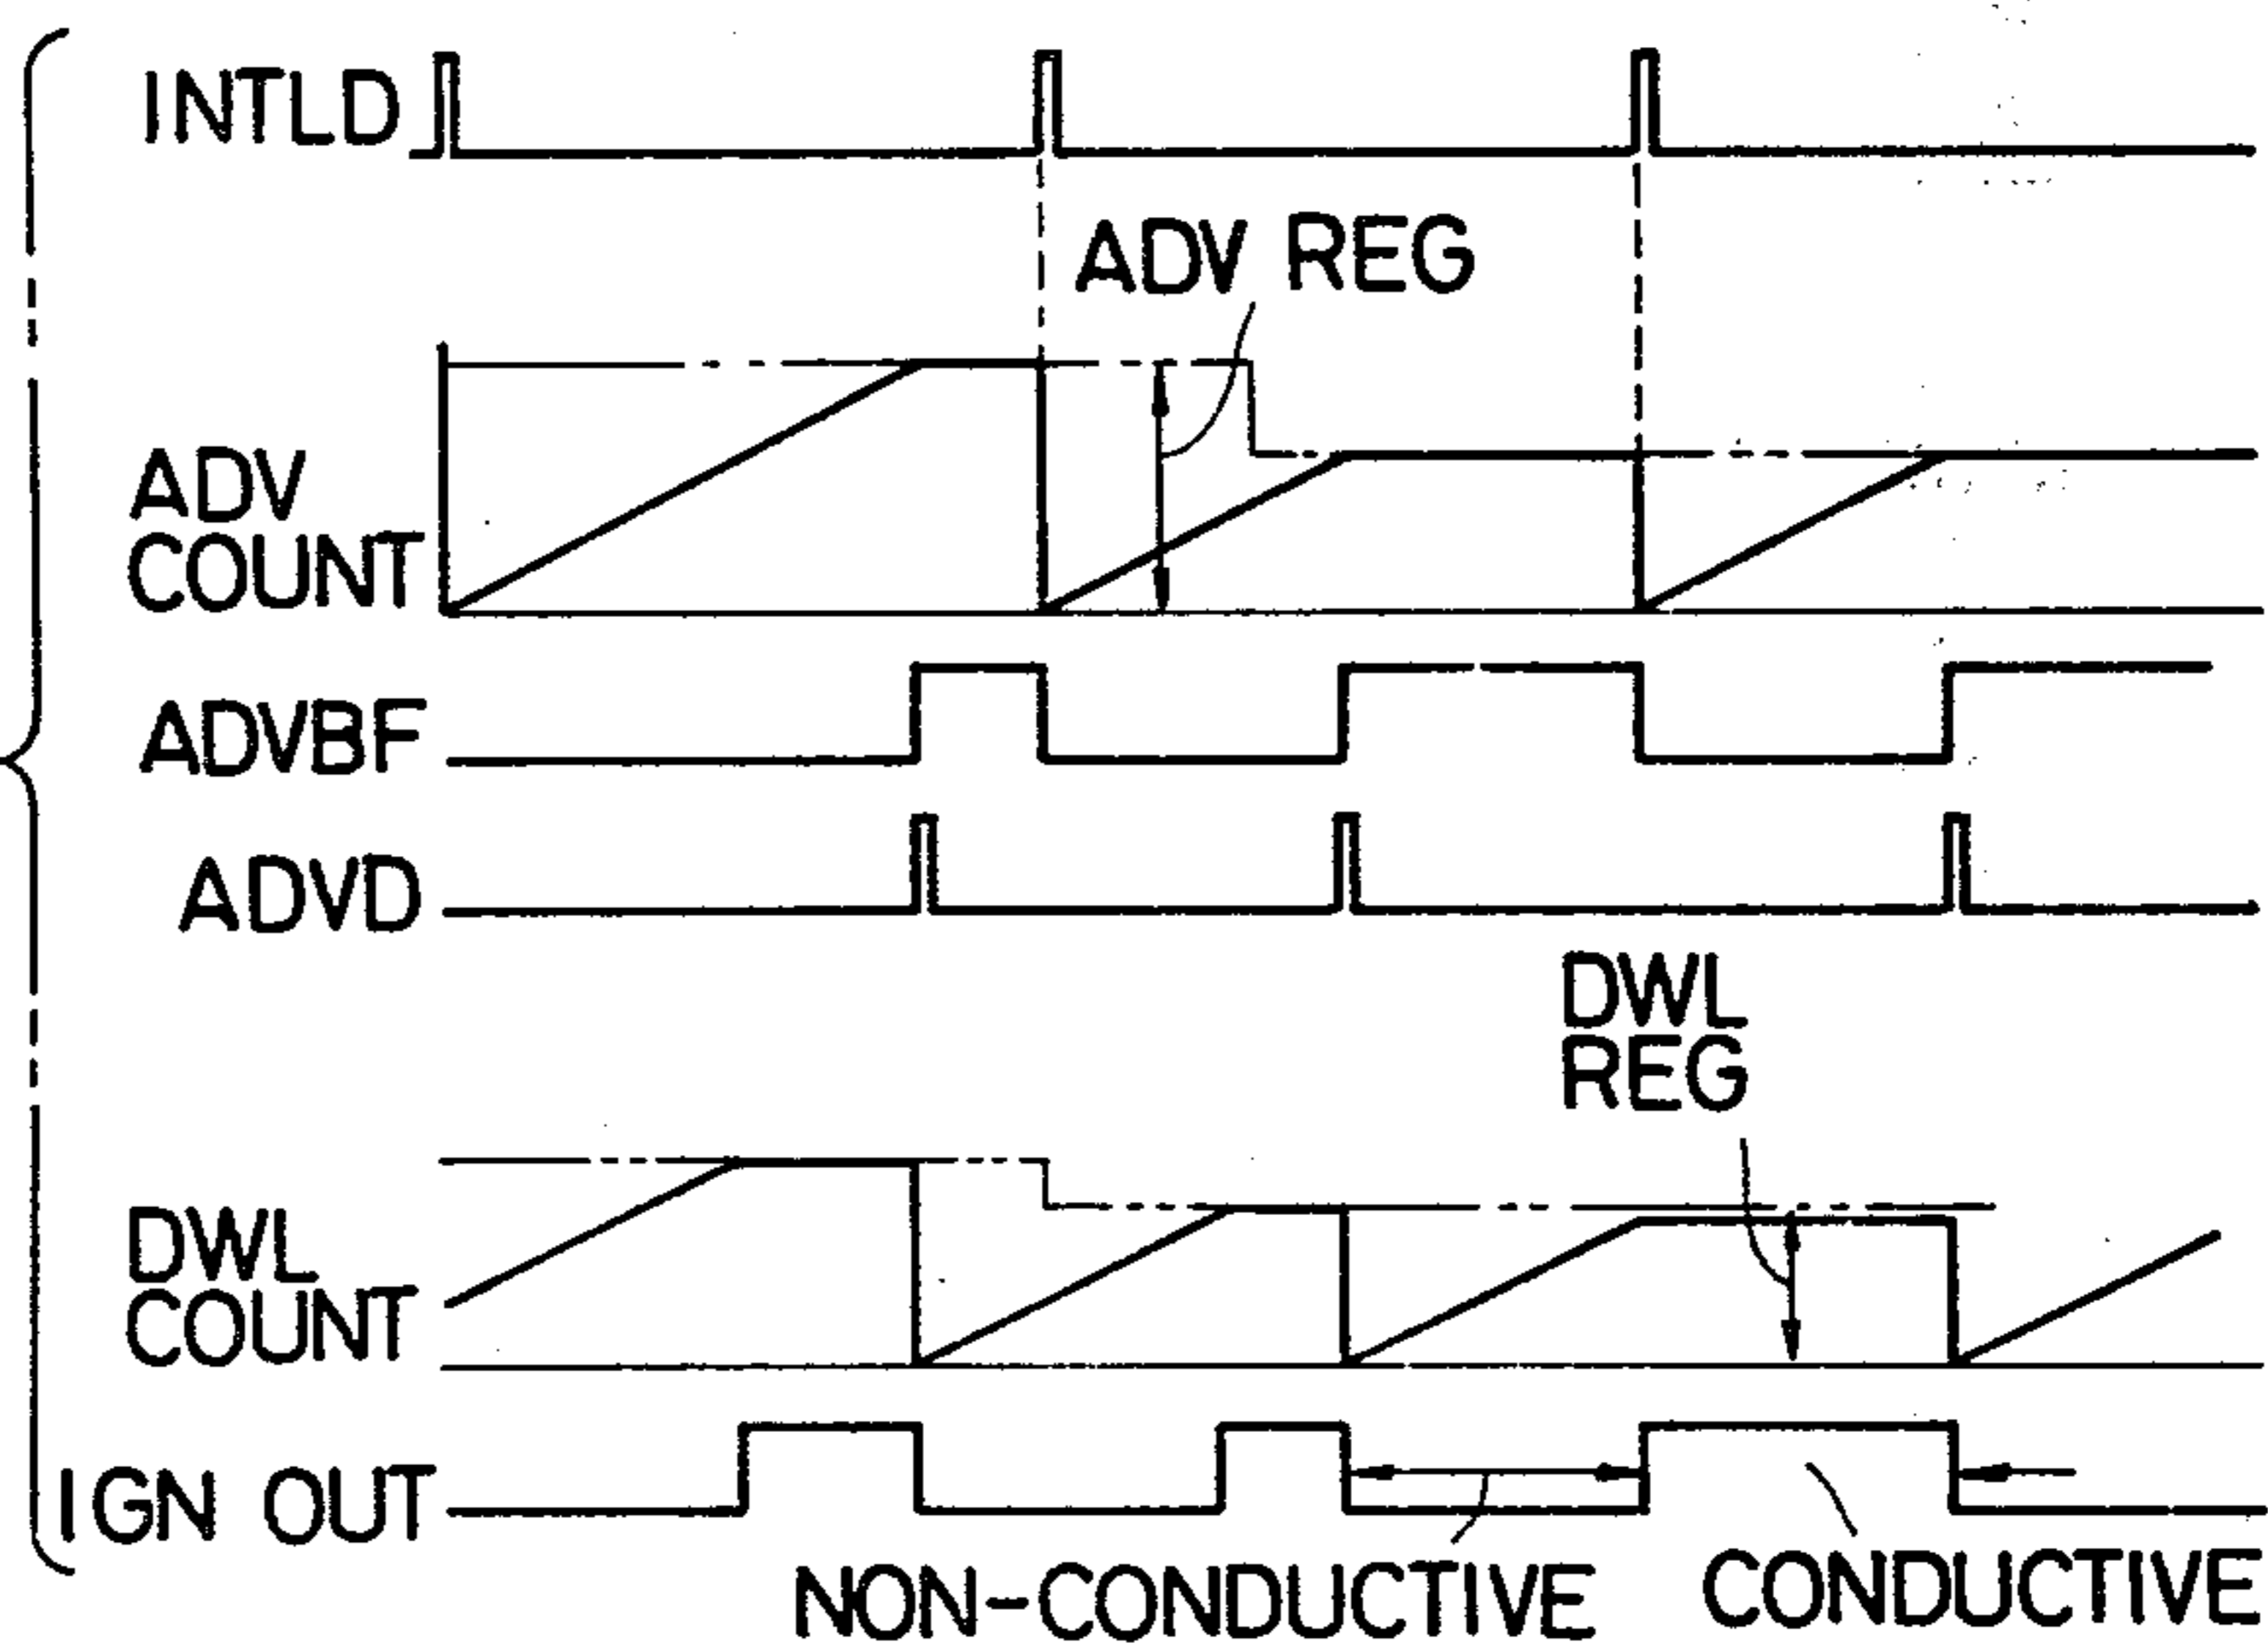 INTLD
ADV REG
ADV
COUNT
ADVBF
ADVD
DWL
REG
DWL
COUNT
IGN OUT
NON-CONDUCTIVE
CONDUCTIVE